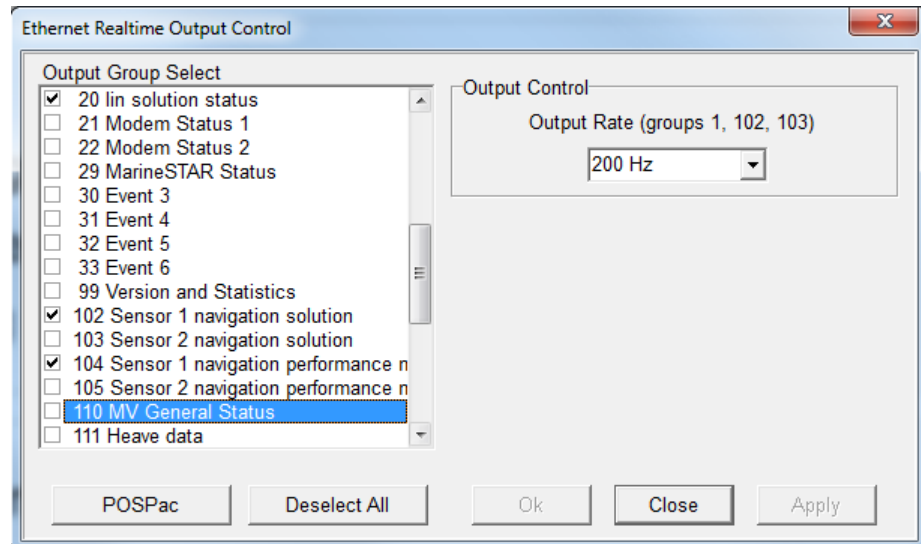 Ethernet Realtime Output Control
Output Group Select
20 Iin solution status
21 Modem Status 1
22 Modem Status 2
29 MarineSTAR Status
30 Event 3
31 Event 4
32 Event 5
33 Event 6
99 Version and Statistics
102 Sensor 1 navigation solution
103 Sensor 2 navigation solution
104 Sensor 1 navigation performance
105 Sensor 2 navigation performance
110 MV General Status
111 Heave data
Output Control
Output Rate (groups 1, 102, 103)
200 Hz
POSPac
Deselect All
Ok
Close
Apply